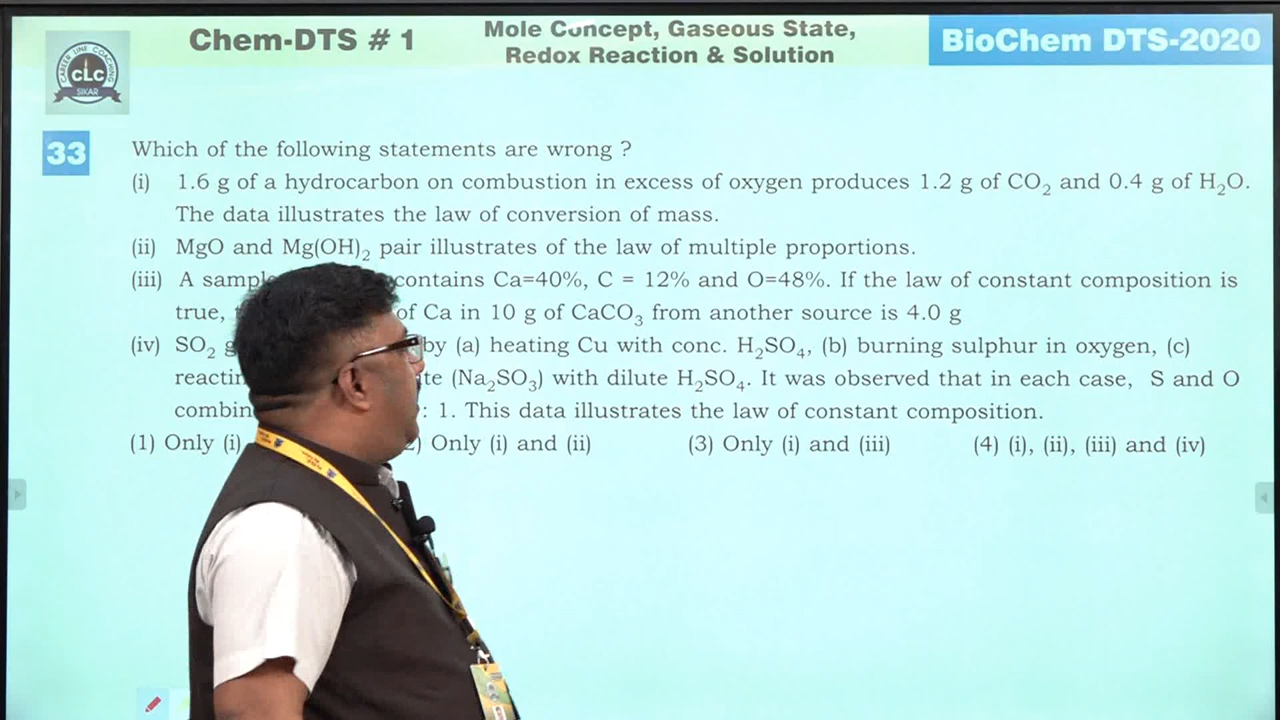 Chem-DTS # 1
Mole Concept, Gaseous State,
Redox Reaction & Solution
BioChem DTS-2020
CAREER LINE COACHING
CLC
SIKAR
33
Which of the following statements are wrong ?
(i) 1.6 g of a hydrocarbon on combustion in excess of oxygen produces 1.2 g of CO₂ and 0.4 g of H₂O.
The data illustrates the law of conversion of mass.
(ii) MgO and Mg(OH)₂ pair illustrates of the law of multiple proportions.
(iii) A contains Ca=40%, C = 12% and O=48%. If the law of constant composition is
true, of Ca in 10 g of CaCO₃ from another source is 4.0 g
(iv) SO₂ by (a) heating Cu with conc. H₂SO₄, (b) burning sulphur in oxygen, (c)
(Na₂SO₃) with dilute H₂SO₄. It was observed that in each case, S and O
: 1. This data illustrates the law of constant composition.
(1) Only (i) Only (i) and (ii) (3) Only (i) and (iii) (4) (i), (ii), (iii) and (iv)